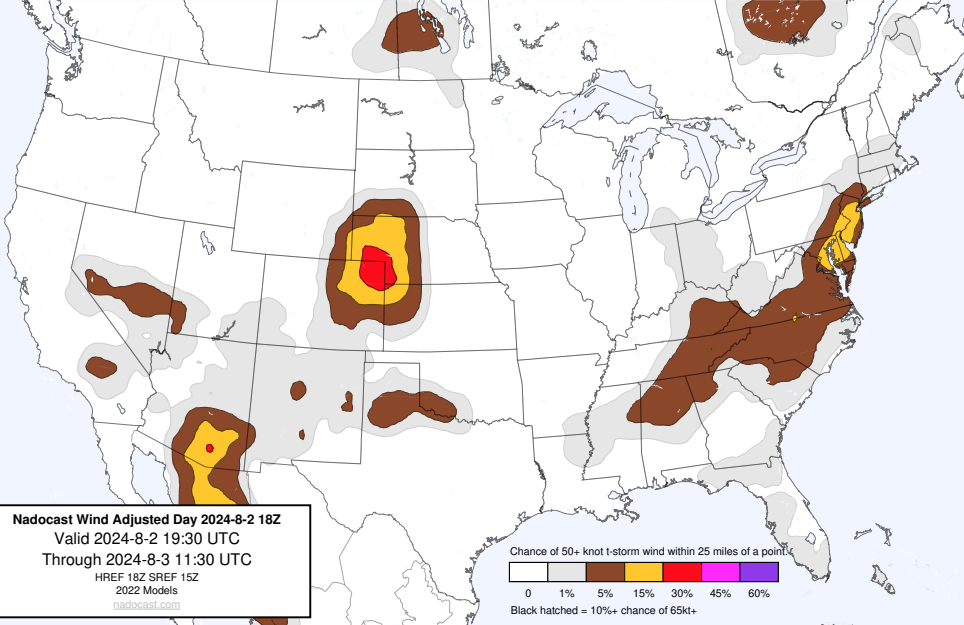 Nadocast Wind Adjusted Day 2024-8-2 18Z
Valid 2024-8-2 19:30 UTC
Through 2024-8-3 11:30 UTC
HREF 18Z SREF 15Z
2022 Models
nadocast.com
Chance of 50+ knot t-storm wind within 25 miles of a point.
0 1% 5% 15% 30% 45% 60%
Black hatched = 10%+ chance of 65kt+